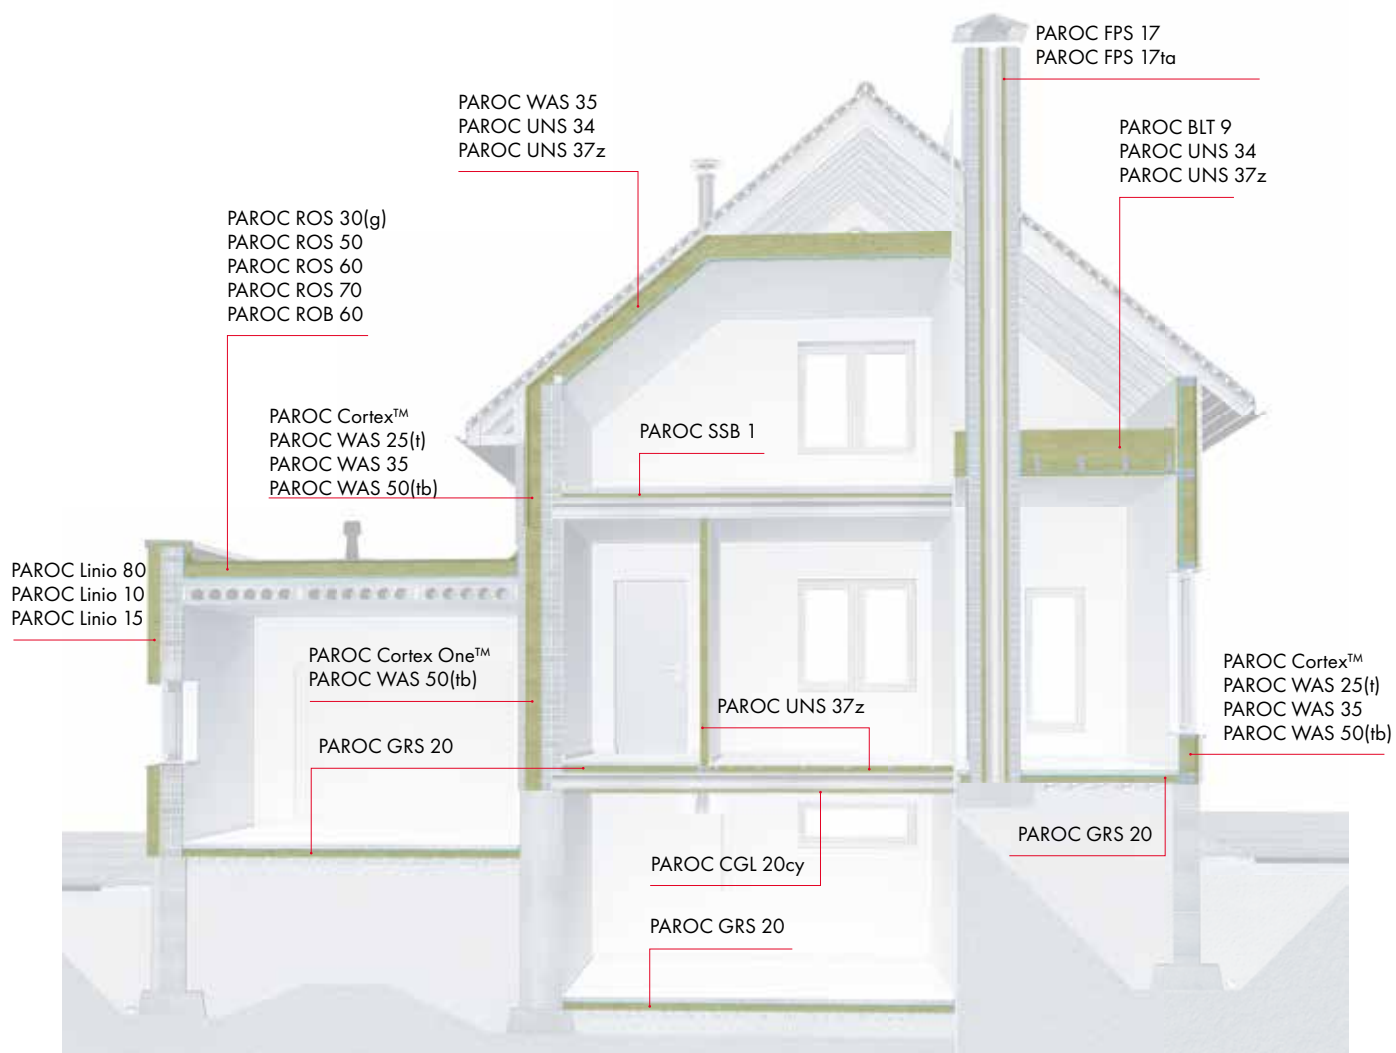 PAROC FPS 17
PAROC FPS 17ta
PAROC WAS 35
PAROC UNS 34
PAROC UNS 37z
PAROC BLT 9
PAROC UNS 34
PAROC UNS 37z
PAROC ROS 30(g)
PAROC ROS 50
PAROC ROS 60
PAROC ROS 70
PAROC ROB 60
PAROC Cortex™
PAROC WAS 25(t)
PAROC WAS 35
PAROC WAS 50(tb)
PAROC SSB 1
PAROC Linio 80
PAROC Linio 10
PAROC Linio 15
PAROC Cortex One™
PAROC WAS 50(tb)
PAROC Cortex™
PAROC WAS 25(t)
PAROC WAS 35
PAROC WAS 50(tb)
PAROC UNS 37z
PAROC GRS 20
PAROC GRS 20
PAROC CGL 20cy
PAROC GRS 20